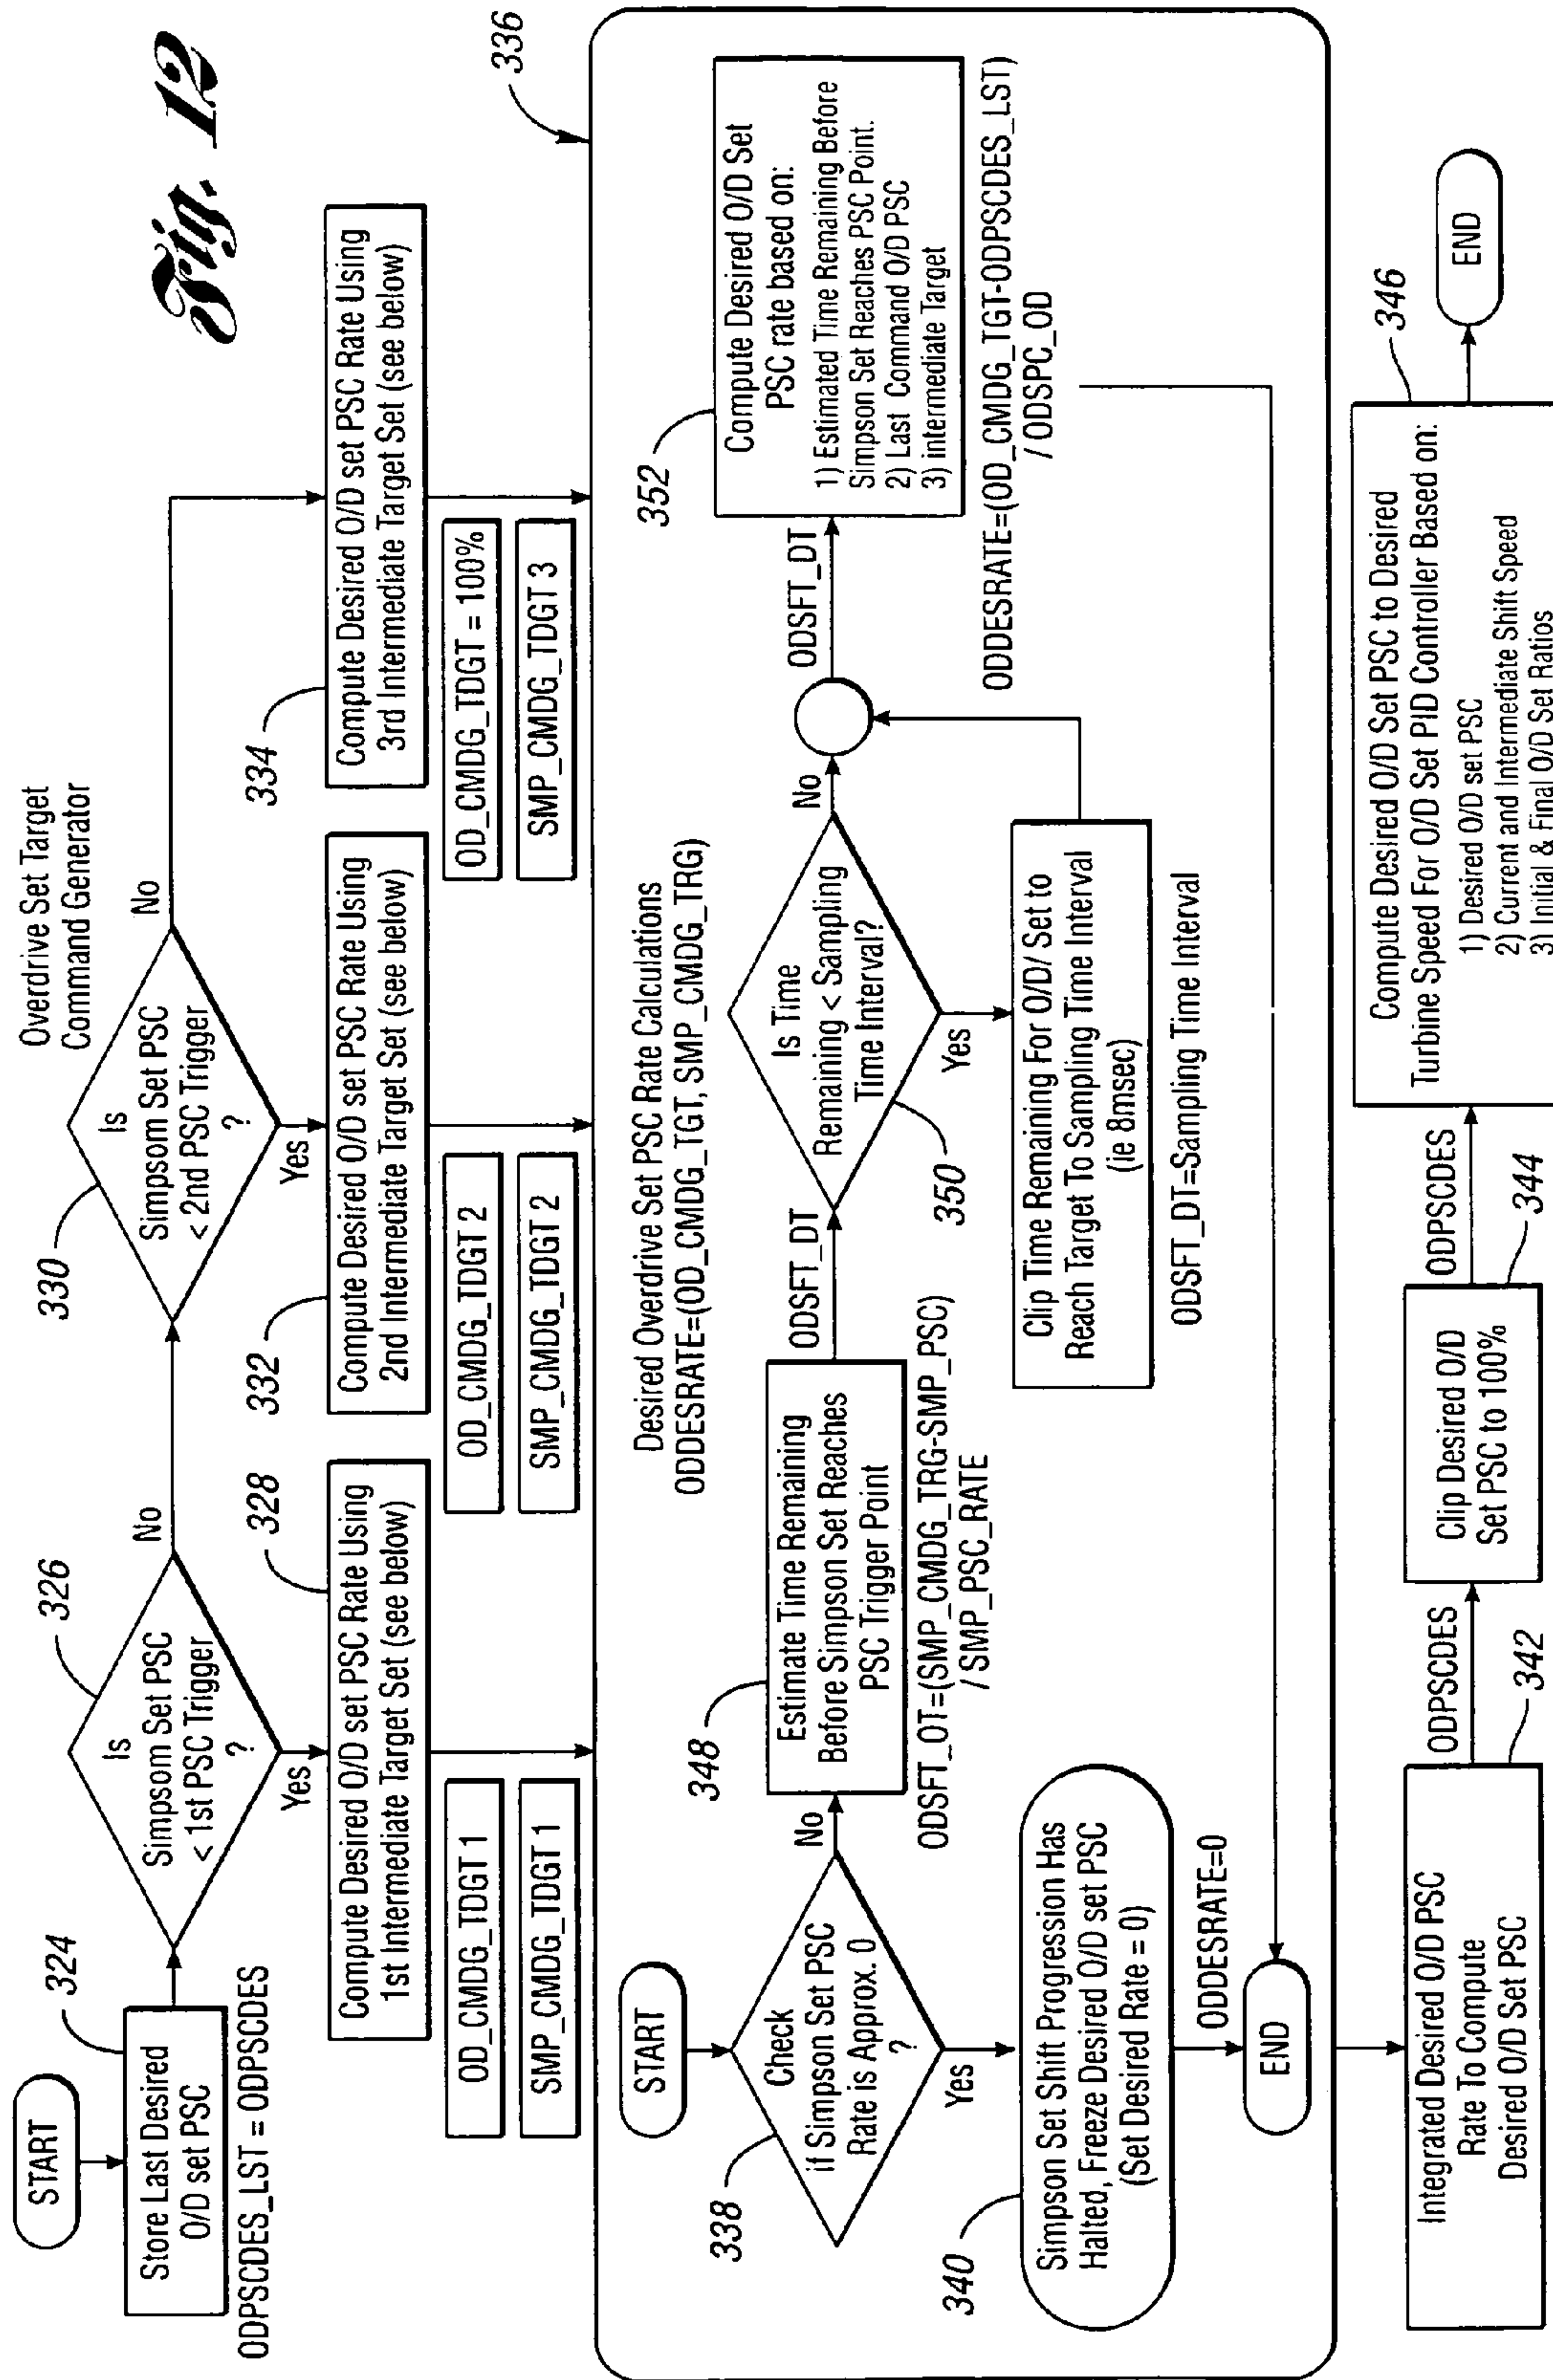 Fig. 12
Overdrive Set Target
Command Generator
START
324
Store Last Desired
O/D set PSC
ODPSCDES_LST = ODPSCDES
326
Is
Simpsom Set PSC
< 1st PSC Trigger
?
No
Yes
328
Compute Desired O/D set PSC Rate Using
1st Intermediate Target Set (see below)
OD_CMDG_TDGT 1
SMP_CMDG_TDGT 1
330
Is
Simpsom Set PSC
< 2nd PSC Trigger
?
No
Yes
332
Compute Desired O/D set PSC Rate Using
2nd Intermediate Target Set (see below)
OD_CMDG_TDGT 2
SMP_CMDG_TDGT 2
334
Compute Desired O/D set PSC Rate Using
3rd Intermediate Target Set (see below)
OD_CMDG_TDGT = 100%
SMP_CMDG_TDGT 3
336
Desired Overdrive Set PSC Rate Calculations
ODDESRATE=(OD_CMDG_TGT, SMP_CMDG_TRG)
START
338
Check
if Simpson Set PSC
Rate is Approx. 0
?
No
Yes
340
Simpson Set Shift Progression Has
Halted, Freeze Desired O/D set PSC
(Set Desired Rate = 0)
ODDESRATE=0
END
348
Estimate Time Remaining
Before Simpson Set Reaches
PSC Trigger Point
ODSFT_OT=(SMP_CMDG_TRG-SMP_PSC)
/ SMP_PSC_RATE
ODSFT_DT
350
Is Time
Remaining < Sampling
Time Interval?
No
Yes
Clip Time Remaining For O/D/ Set to
Reach Target To Sampling Time Interval
(ie 8msec)
ODSFT_DT=Sampling Time Interval
ODSFT_DT
352
Compute Desired O/D Set
PSC rate based on:
1) Estimated Time Remaining Before
Simpson Set Reaches PSC Point.
2) Last Command O/D PSC
3) intermediate Target
ODDESRATE=(OD_CMDG_TGT-ODPSCDES_LST)
/ ODSPC_OD
Integrated Desired O/D PSC
Rate To Compute
Desired O/D Set PSC
342
ODPSCDES
Clip Desired O/D
Set PSC to 100%
344
ODPSCDES
346
Compute Desired O/D Set PSC to Desired
Turbine Speed For O/D Set PID Controller Based on:
1) Desired O/D set PSC
2) Current and Intermediate Shift Speed
3) Initial & Final O/D Set Ratios
END